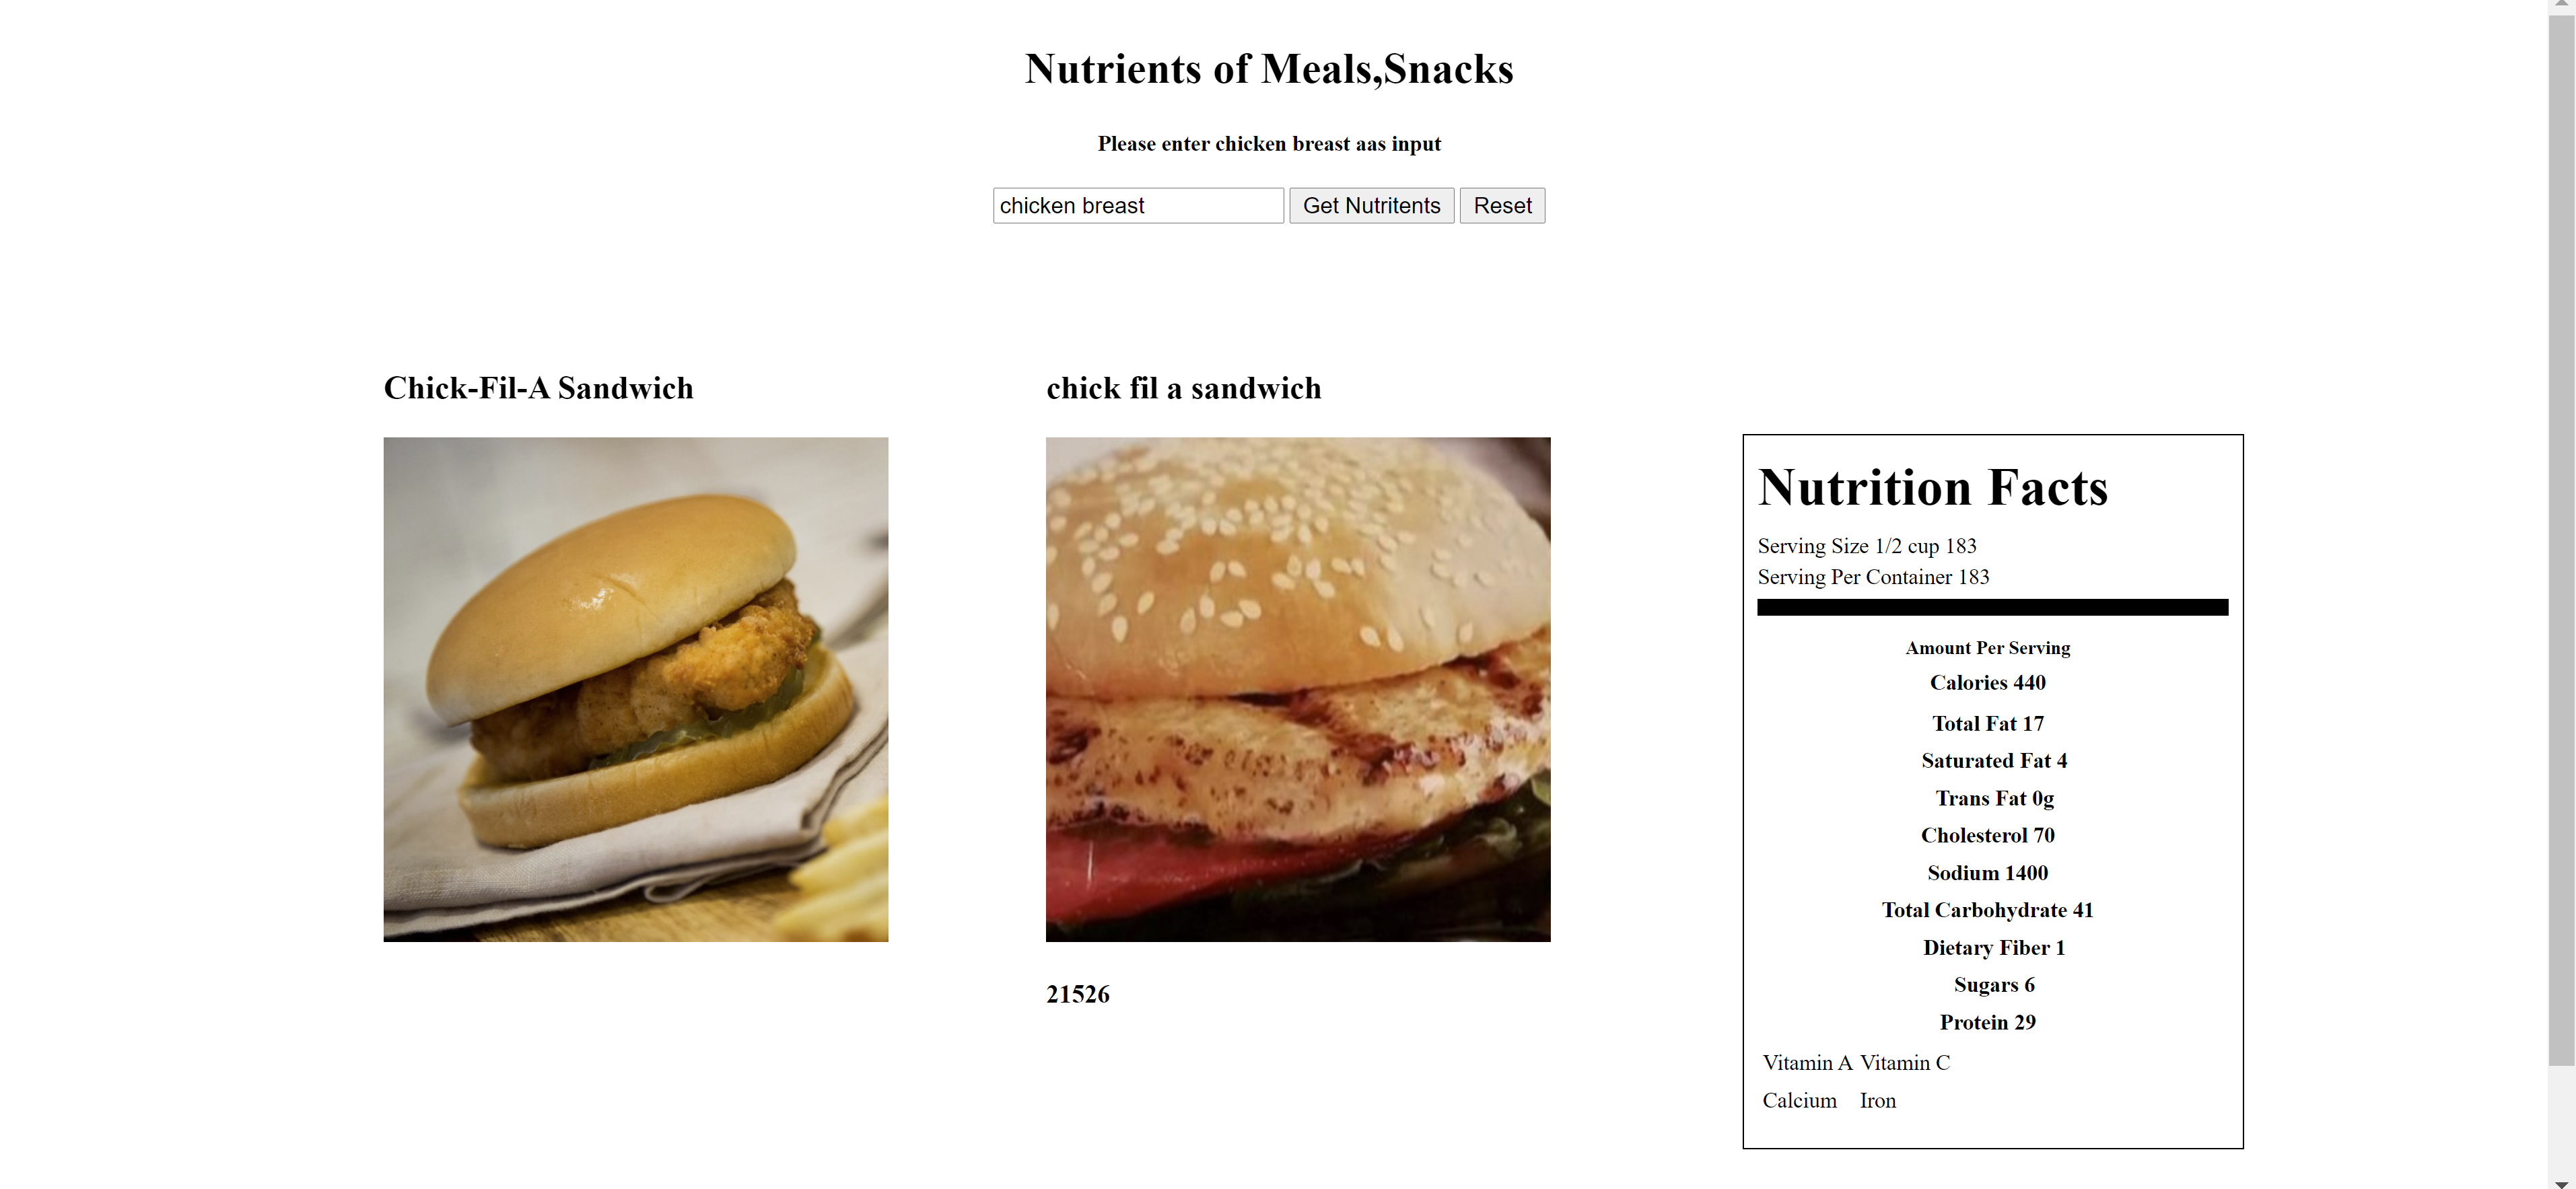 Nutrients of Meals,Snacks
Please enter chicken breast aas input
chicken breast Get Nutritents Reset
Chick-Fil-A Sandwich
chick fil a sandwich
21526
Nutrition Facts
Serving Size 1/2 cup 183
Serving Per Container 183
Amount Per Serving
Calories 440
Total Fat 17
Saturated Fat 4
Trans Fat 0g
Cholesterol 70
Sodium 1400
Total Carbohydrate 41
Dietary Fiber 1
Sugars 6
Protein 29
Vitamin A Vitamin C
Calcium Iron